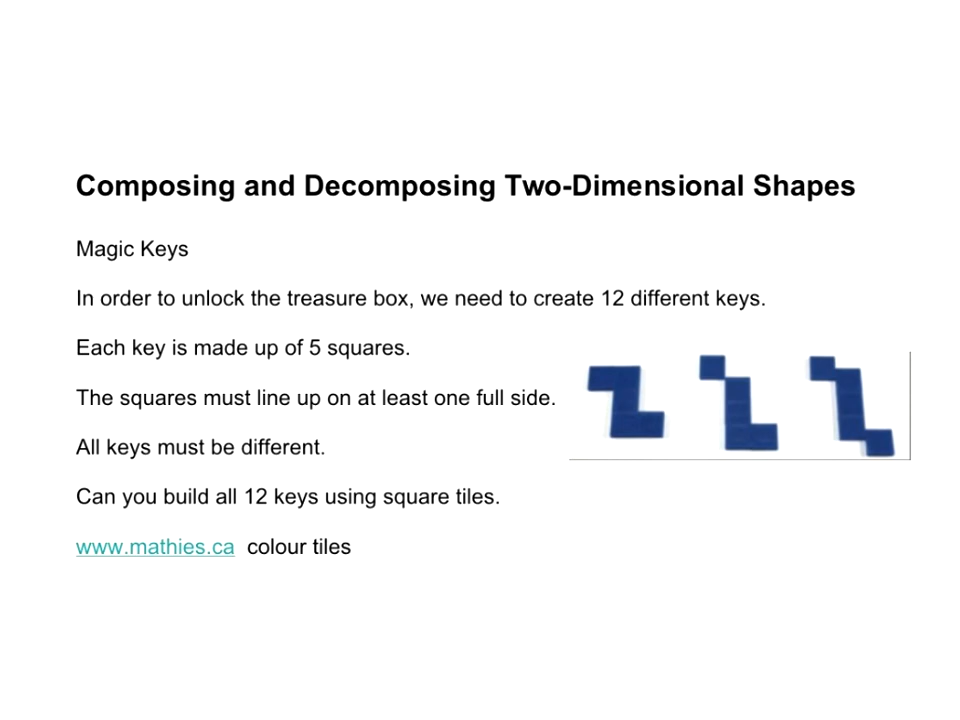 Composing and Decomposing Two-Dimensional Shapes
Magic Keys
In order to unlock the treasure box, we need to create 12 different keys.
Each key is made up of 5 squares.
The squares must line up on at least one full side.
All keys must be different.
Can you build all 12 keys using square tiles.
www.mathies.ca colour tiles